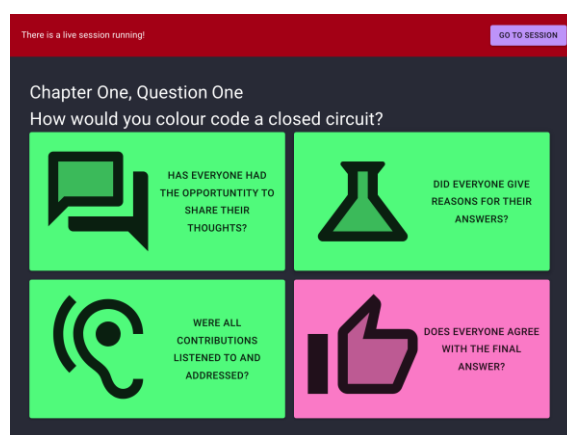 There is a live session running!
GO TO SESSION
Chapter One, Question One
How would you colour code a closed circuit?
HAS EVERYONE HAD
THE OPPORTUNTITY TO
SHARE THEIR
THOUGHTS?
DID EVERYONE GIVE
REASONS FOR THEIR
ANSWERS?
WERE ALL
CONTRIBUTIONS
LISTENED TO AND
ADDRESSED?
DOES EVERYONE AGREE
WITH THE FINAL
ANSWER?